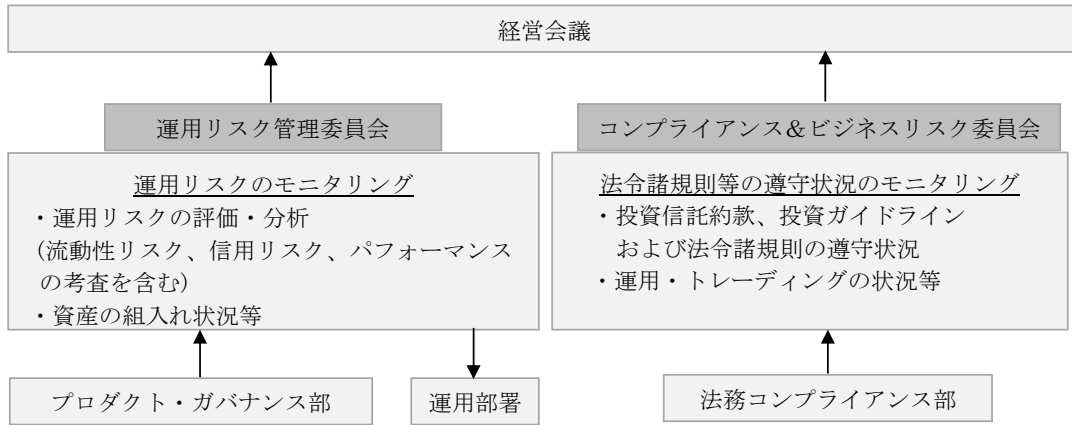 経営会議
運用リスク管理委員会
運用リスクのモニタリング
・運用リスクの評価・分析
(流動性リスク、信用リスク、パフォーマンス
の考査を含む)
・資産の組入れ状況等
プロダクト・ガバナンス部
運用部署
コンプライアンス＆ビジネスリスク委員会
法令諸規則等の遵守状況のモニタリング
・投資信託約款、投資ガイドライン
および法令諸規則の遵守状況
・運用・トレーディングの状況等
法務コンプライアンス部